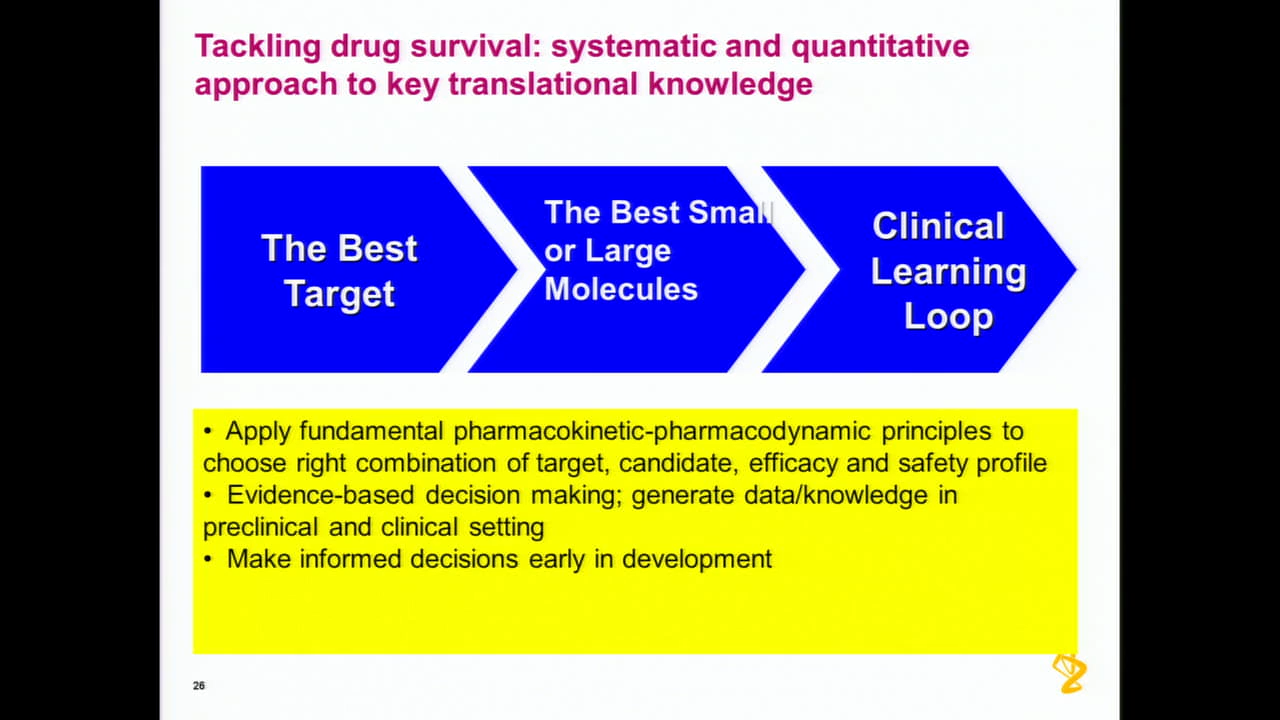 Tackling drug survival: systematic and quantitative
approach to key translational knowledge
The Best
Target
The Best Small
or Large
Molecules
Clinical
Learning
Loop
• Apply fundamental pharmacokinetic-pharmacodynamic principles to
choose right combination of target, candidate, efficacy and safety profile
• Evidence-based decision making; generate data/knowledge in
preclinical and clinical setting
• Make informed decisions early in development
26